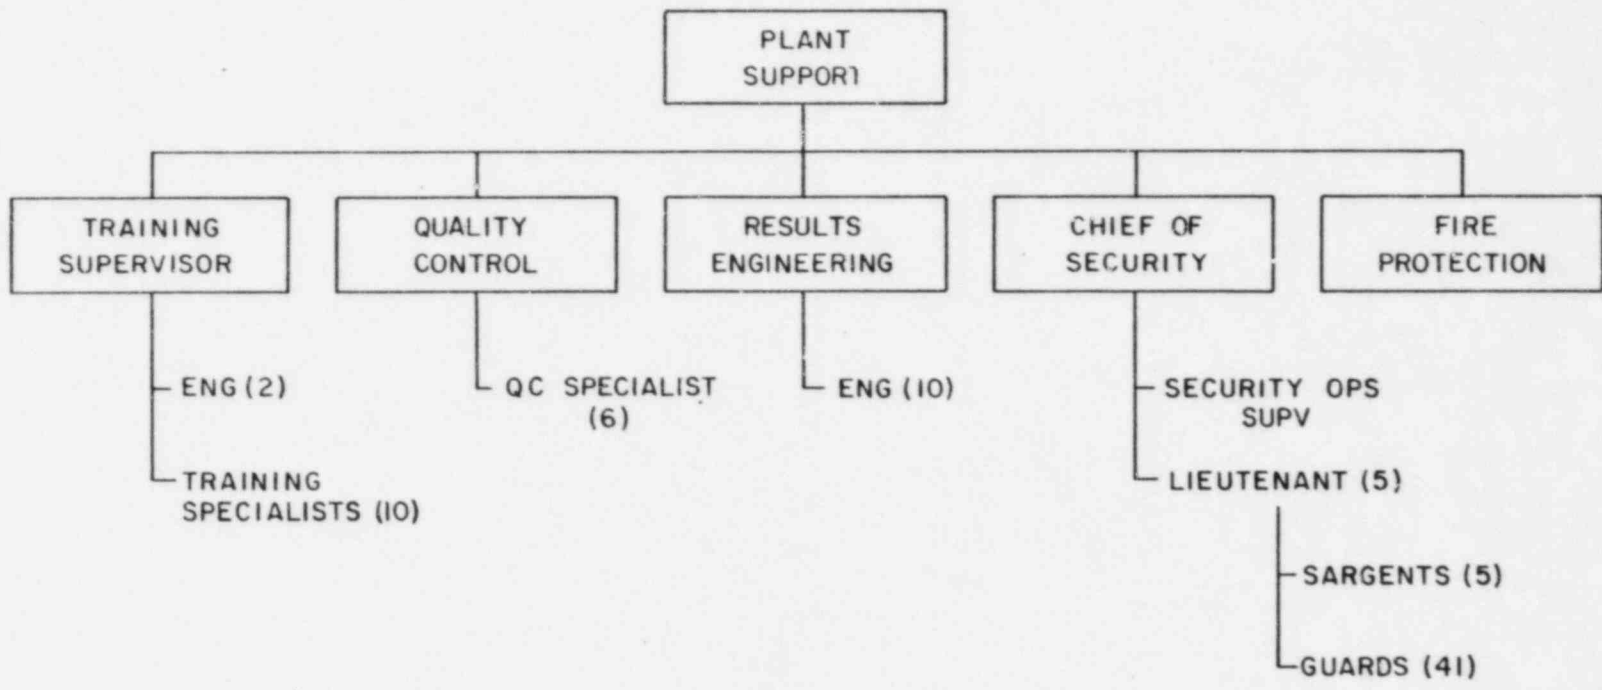 PLANT
SUPPORT
TRAINING
SUPERVISOR
QUALITY
CONTROL
RESULTS
ENGINEERING
CHIEF OF
SECURITY
FIRE
PROTECTION
ENG (2)
TRAINING
SPECIALISTS (10)
QC SPECIALIST
(6)
ENG (10)
SECURITY OPS
SUPV
LIEUTENANT (5)
SARGENTS (5)
GUARDS (41)